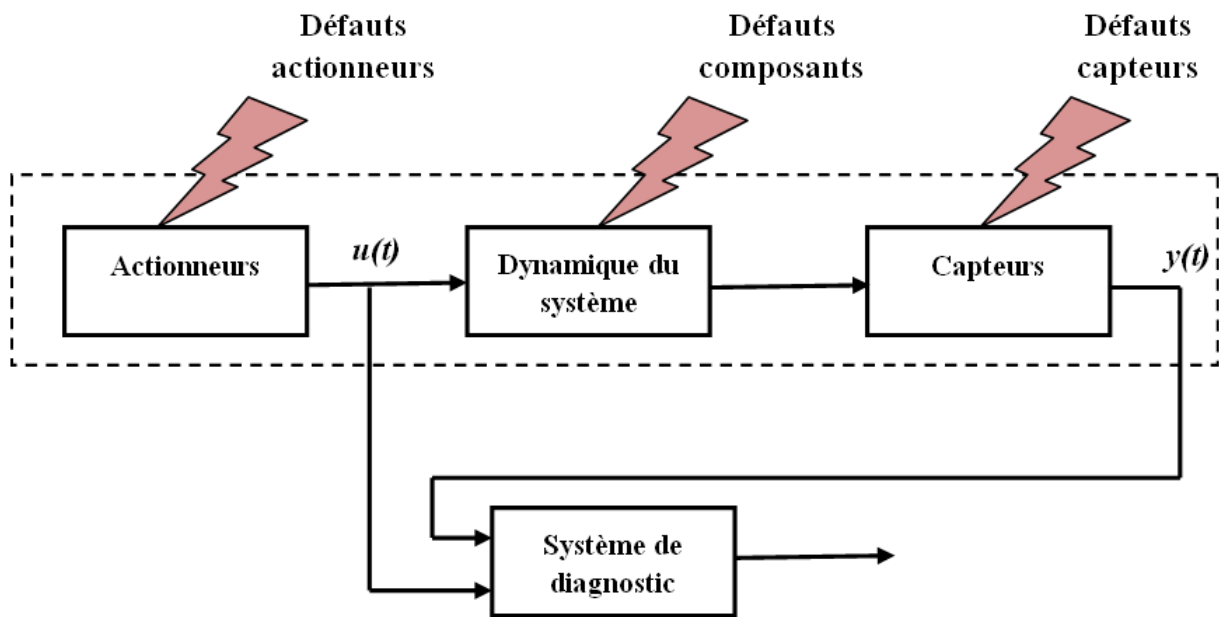 Défauts
actionneurs
Défauts
composants
Défauts
capteurs
Actionneurs
u(t)
Dynamique du
système
Capteurs
y(t)
Système de
diagnostic